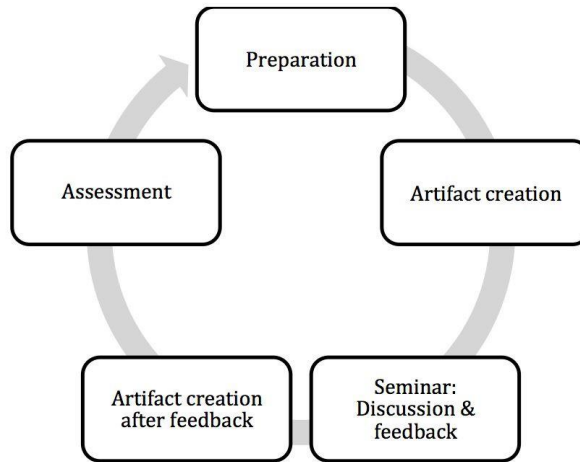 Preparation
Artifact creation
Seminar:
Discussion &
feedback
Artifact creation
after feedback
Assessment